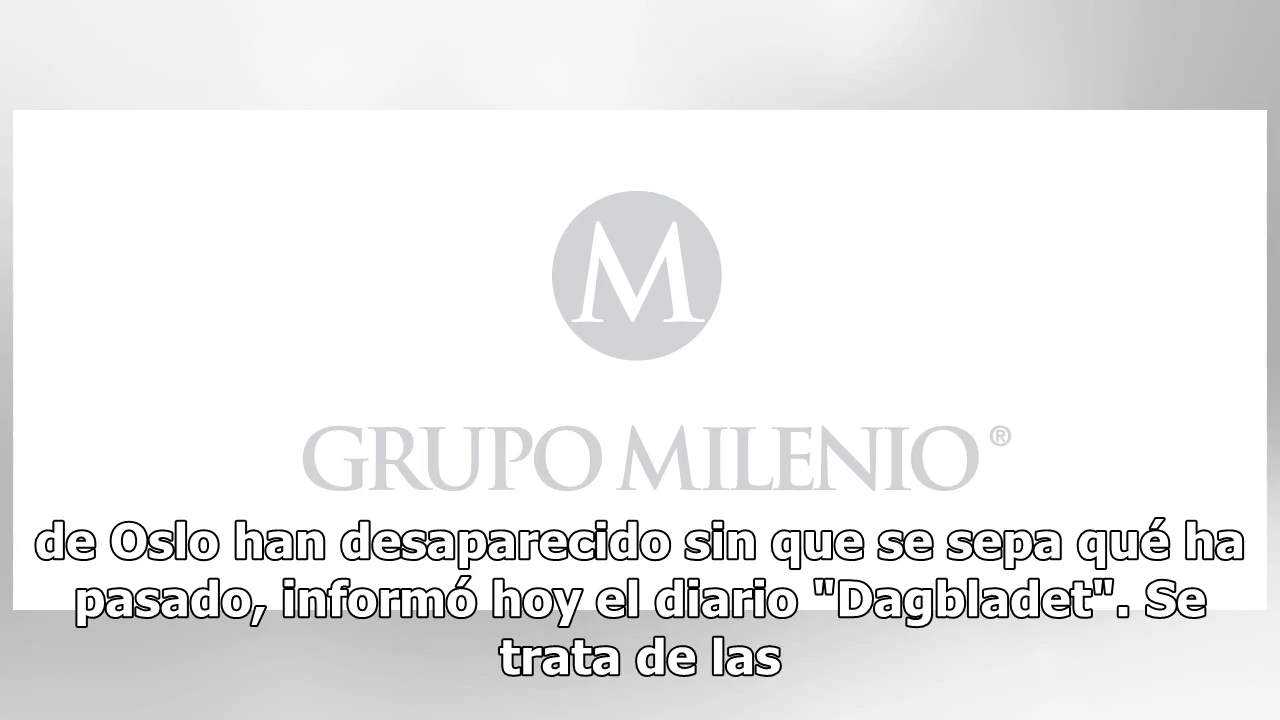 M
GRUPO MILENIO®
de Oslo han desaparecido sin que se sepa qué ha
pasado, informó hoy el diario "Dagbladet". Se
trata de las